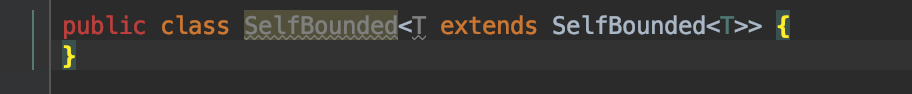 public class SelfBounded<T extends SelfBounded<T>> {
}